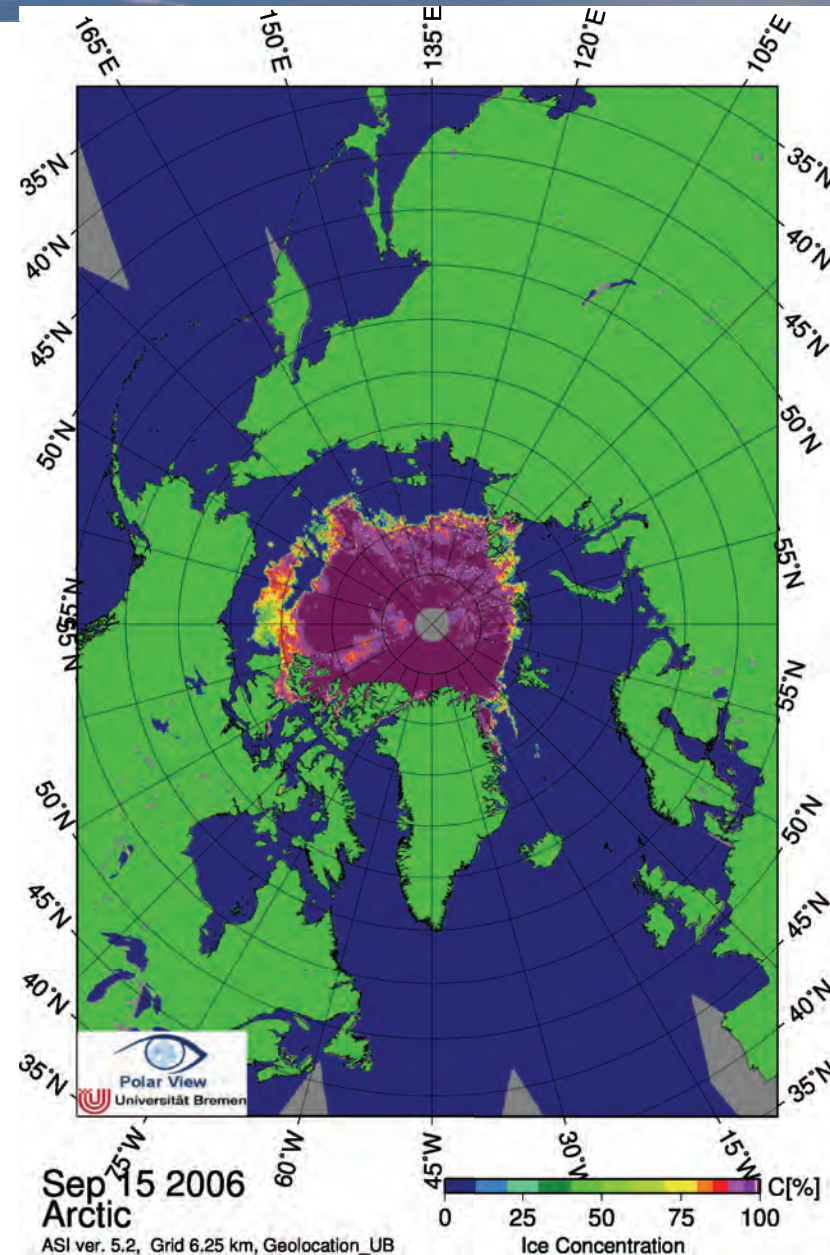 165°E 150°E 135°E 120°E 105°E
35°N 35°N
40°N 40°N
45°N 45°N
50°N 50°N
55°N 55°N
55°N 55°N
50°N 50°N
45°N 45°N
40°N 40°N
35°N 35°N
Polar View
Universität Bremen
75°W 60°W 45°W 30°W 15°W
Sep 15 2006
Arctic
ASI ver. 5.2, Grid 6.25 km, Geolocation_UB
C[%]
0 25 50 75 100
Ice Concentration